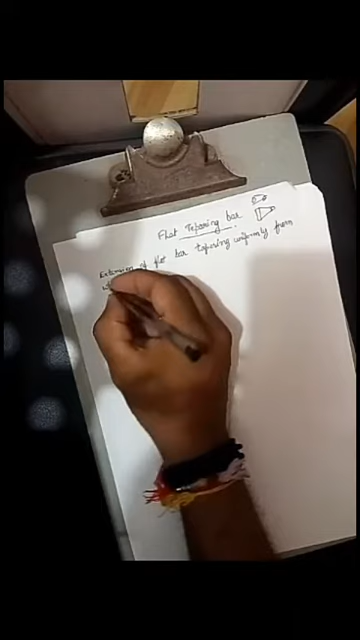 Flat Tapering bar
Extension of flat bar tapering uniformly from